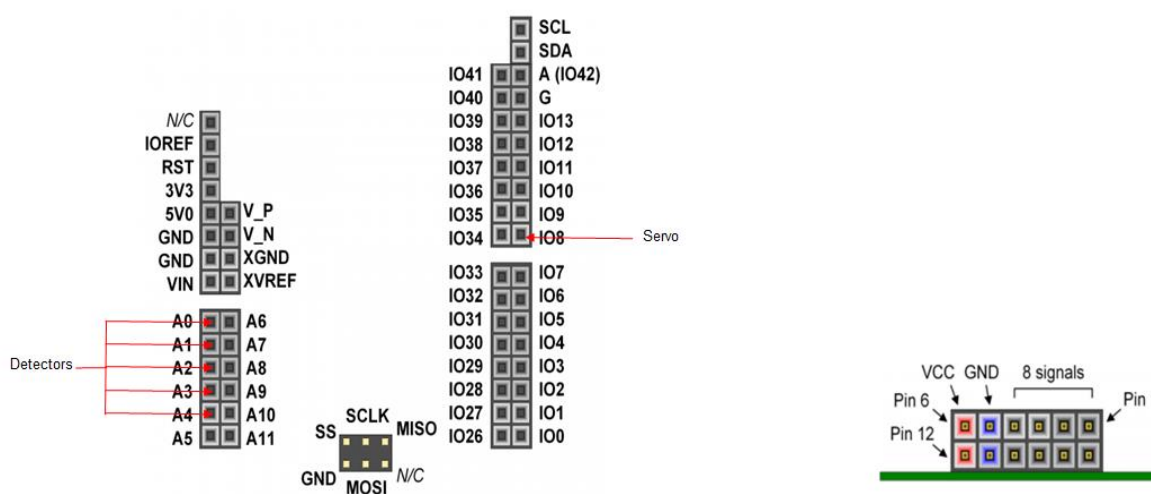 SCL
SDA
IO41 A (IO42)
IO40 G
N/C
IO39 IO13
IOREF
IO38 IO12
RST
IO37 IO11
3V3
IO36 IO10
5V0 V_P
IO35 IO9
GND V_N
IO34 IO8 Servo
GND XGND
VIN XVREF
IO33 IO7
IO32 IO6
A0 A6
IO31 IO5
A1 A7
IO30 IO4
Detectors
A2 A8
IO29 IO3
A3 A9
IO28 IO2
A4 A10
IO27 IO1
A5 A11
IO26 IO0
SCLK
SS MISO
GND N/C
MOSI
VCC GND 8 signals
Pin 6 Pin
Pin 12